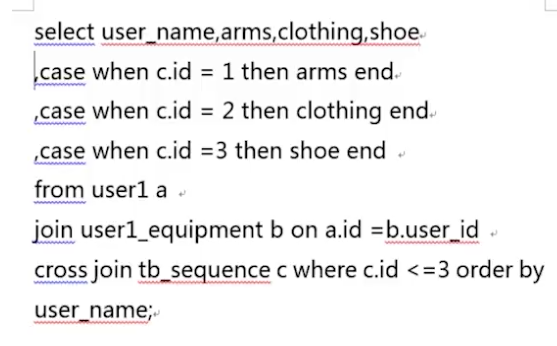 select user_name,arms,clothing,shoe
,case when c.id = 1 then arms end
,case when c.id = 2 then clothing end
,case when c.id =3 then shoe end
from user1 a
join user1_equipment b on a.id =b.user_id
cross join tb_sequence c where c.id <=3 order by
user_name;